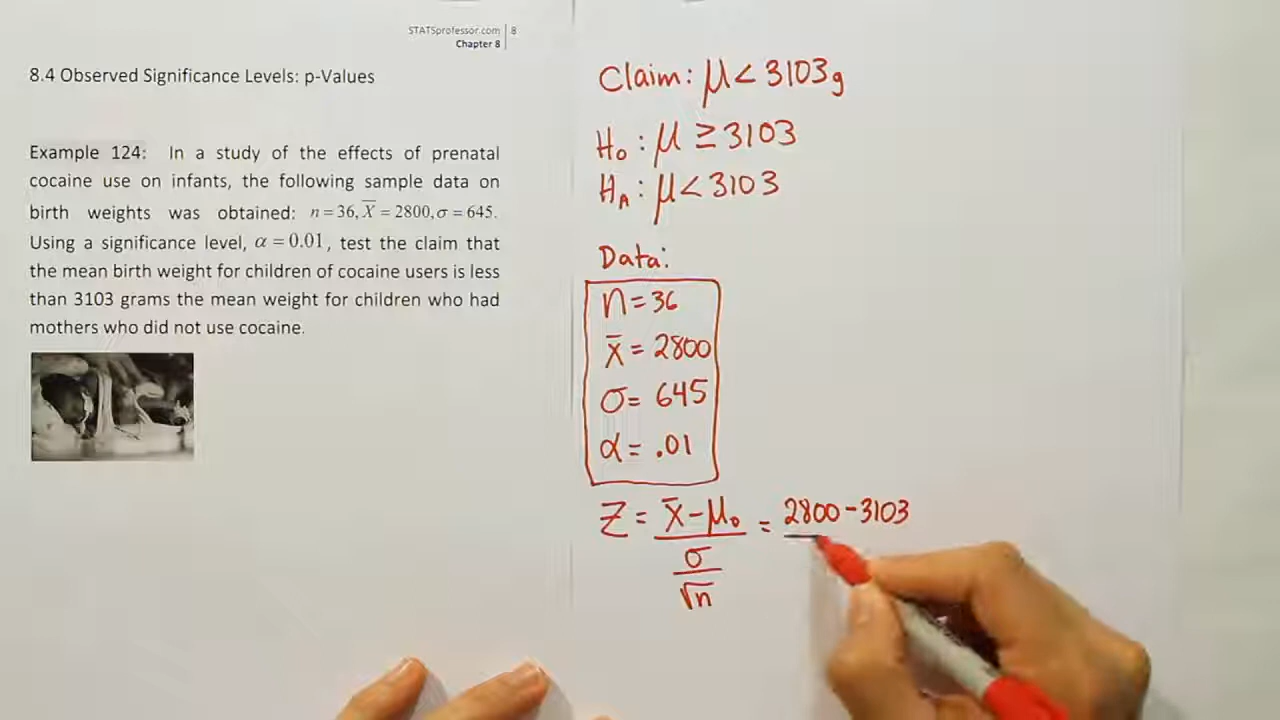 STATSprofessor.com 8
Chapter 8
8.4 Observed Significance Levels: p-Values
Example 124: In a study of the effects of prenatal
cocaine use on infants, the following sample data on
birth weights was obtained: n = 36, X̄ = 2800, σ = 645.
Using a significance level, α = 0.01, test the claim that
the mean birth weight for children of cocaine users is less
than 3103 grams the mean weight for children who had
mothers who did not use cocaine.
Claim: μ < 3103g
H₀ : μ ≥ 3103
Hₐ : μ < 3103
Data:
n = 36
x̄ = 2800
σ = 645
α = .01
Z = x̄ - μ₀ = 2800 - 3103
σ
√n